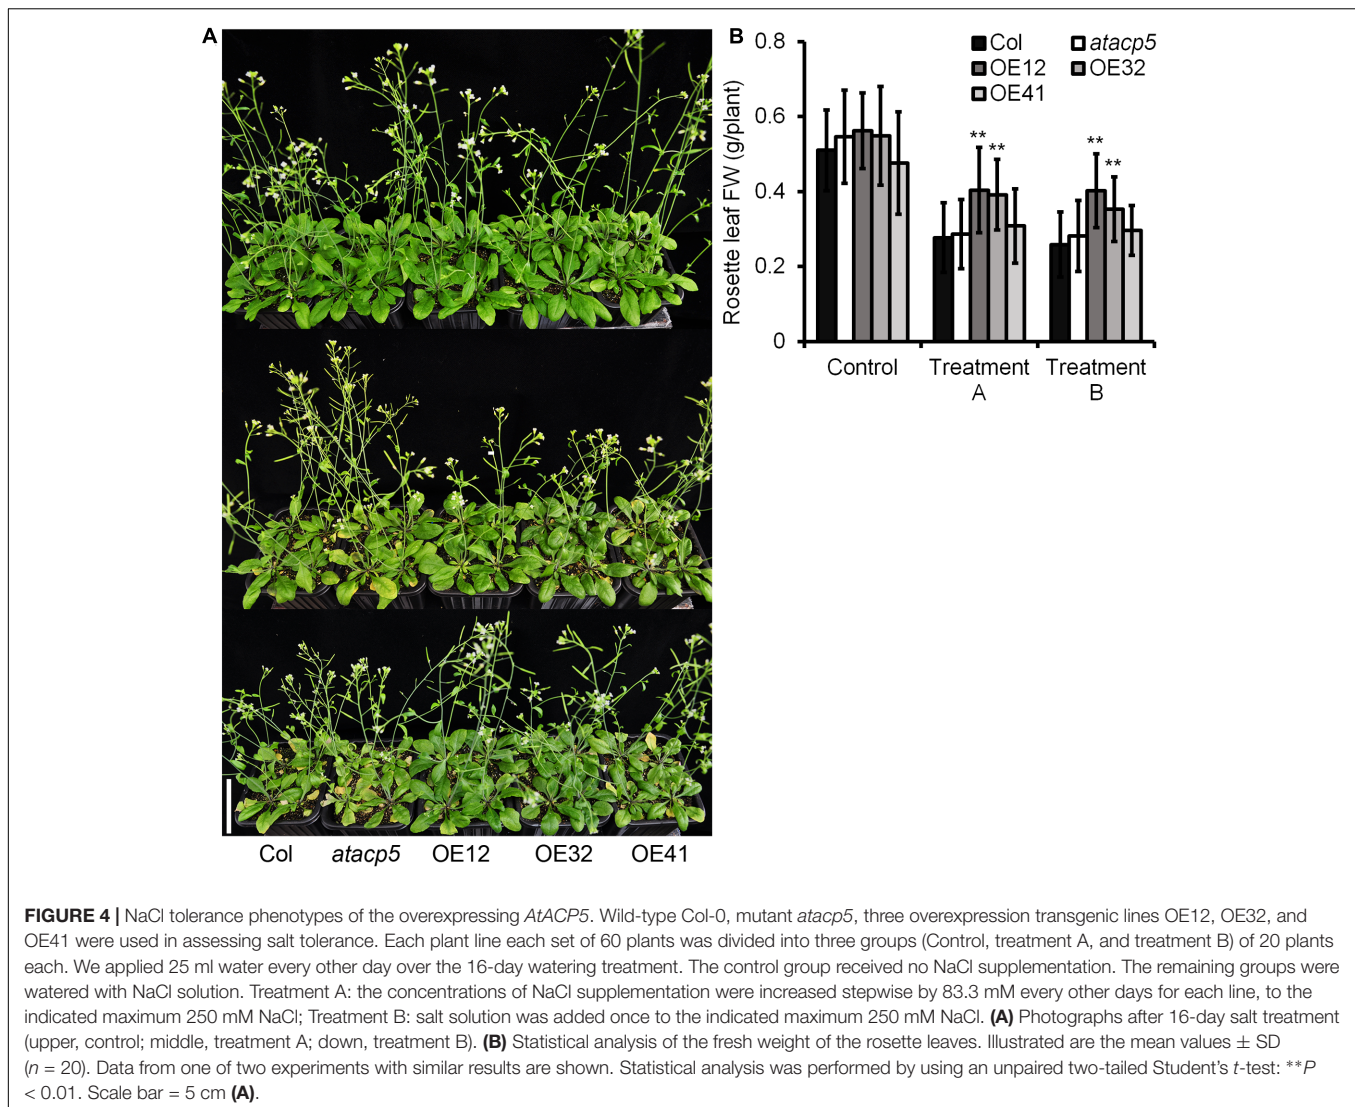 A
B
0.8
0.6
0.4
0.2
0
Rosette leaf FW (g/plant)
Col
atacp5
OE12
OE32
OE41
** **
** **
Control
Treatment
A
Treatment
B
Col atacp5 OE12 OE32 OE41
FIGURE 4 | NaCl tolerance phenotypes of the overexpressing AtACP5. Wild-type Col-0, mutant atacp5, three overexpression transgenic lines OE12, OE32, and
OE41 were used in assessing salt tolerance. Each plant line each set of 60 plants was divided into three groups (Control, treatment A, and treatment B) of 20 plants
each. We applied 25 ml water every other day over the 16-day watering treatment. The control group received no NaCl supplementation. The remaining groups were
watered with NaCl solution. Treatment A: the concentrations of NaCl supplementation were increased stepwise by 83.3 mM every other days for each line, to the
indicated maximum 250 mM NaCl; Treatment B: salt solution was added once to the indicated maximum 250 mM NaCl. (A) Photographs after 16-day salt treatment
(upper, control; middle, treatment A; down, treatment B). (B) Statistical analysis of the fresh weight of the rosette leaves. Illustrated are the mean values ± SD
(n = 20). Data from one of two experiments with similar results are shown. Statistical analysis was performed by using an unpaired two-tailed Student's t-test: **P
< 0.01. Scale bar = 5 cm (A).